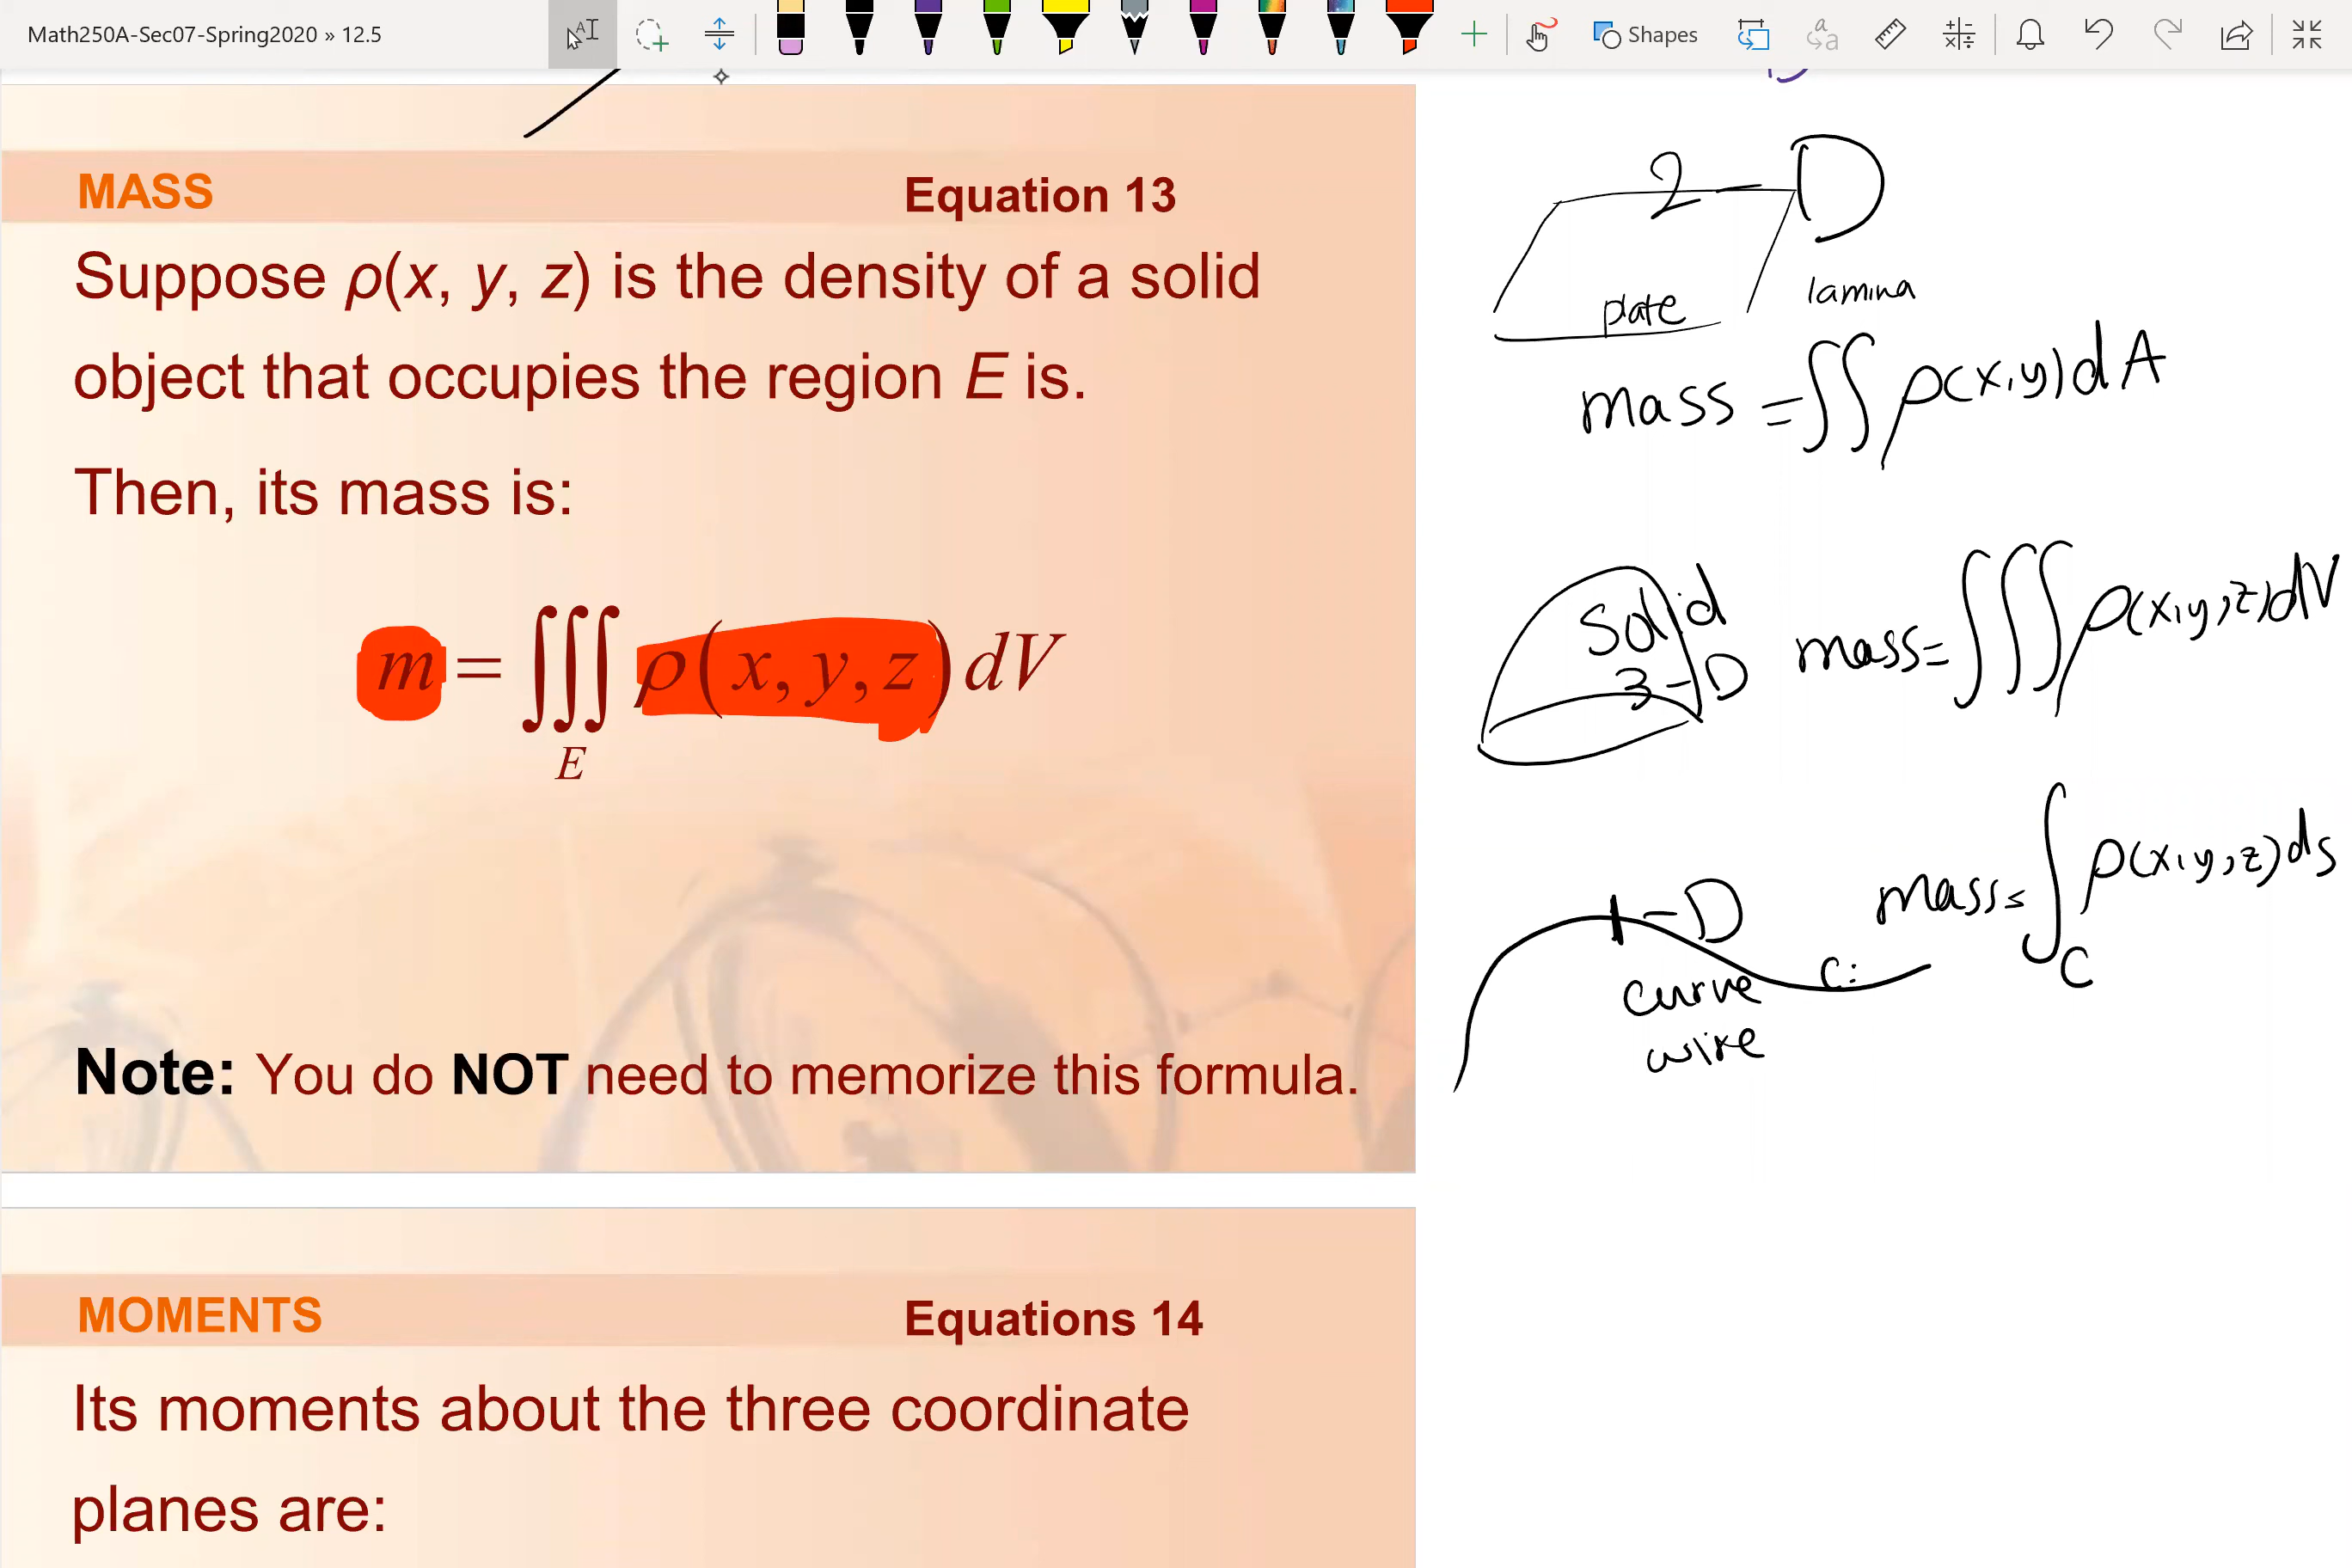 Math250A-Sec07-Spring2020 » 12.5
Shapes
MASS Equation 13
Suppose ρ(x, y, z) is the density of a solid
object that occupies the region E is.
Then, its mass is:
m = ∭ ρ(x, y, z) dV
E
Note: You do NOT need to memorize this formula.
MOMENTS Equations 14
Its moments about the three coordinate
planes are:
2-D
plate
lamina
mass = ∬ ρ(x,y) dA
Solid
3-D
mass = ∭ ρ(x,y,z) dV
1-D
C:
curve
wire
mass = ∫ ρ(x,y,z) ds
C